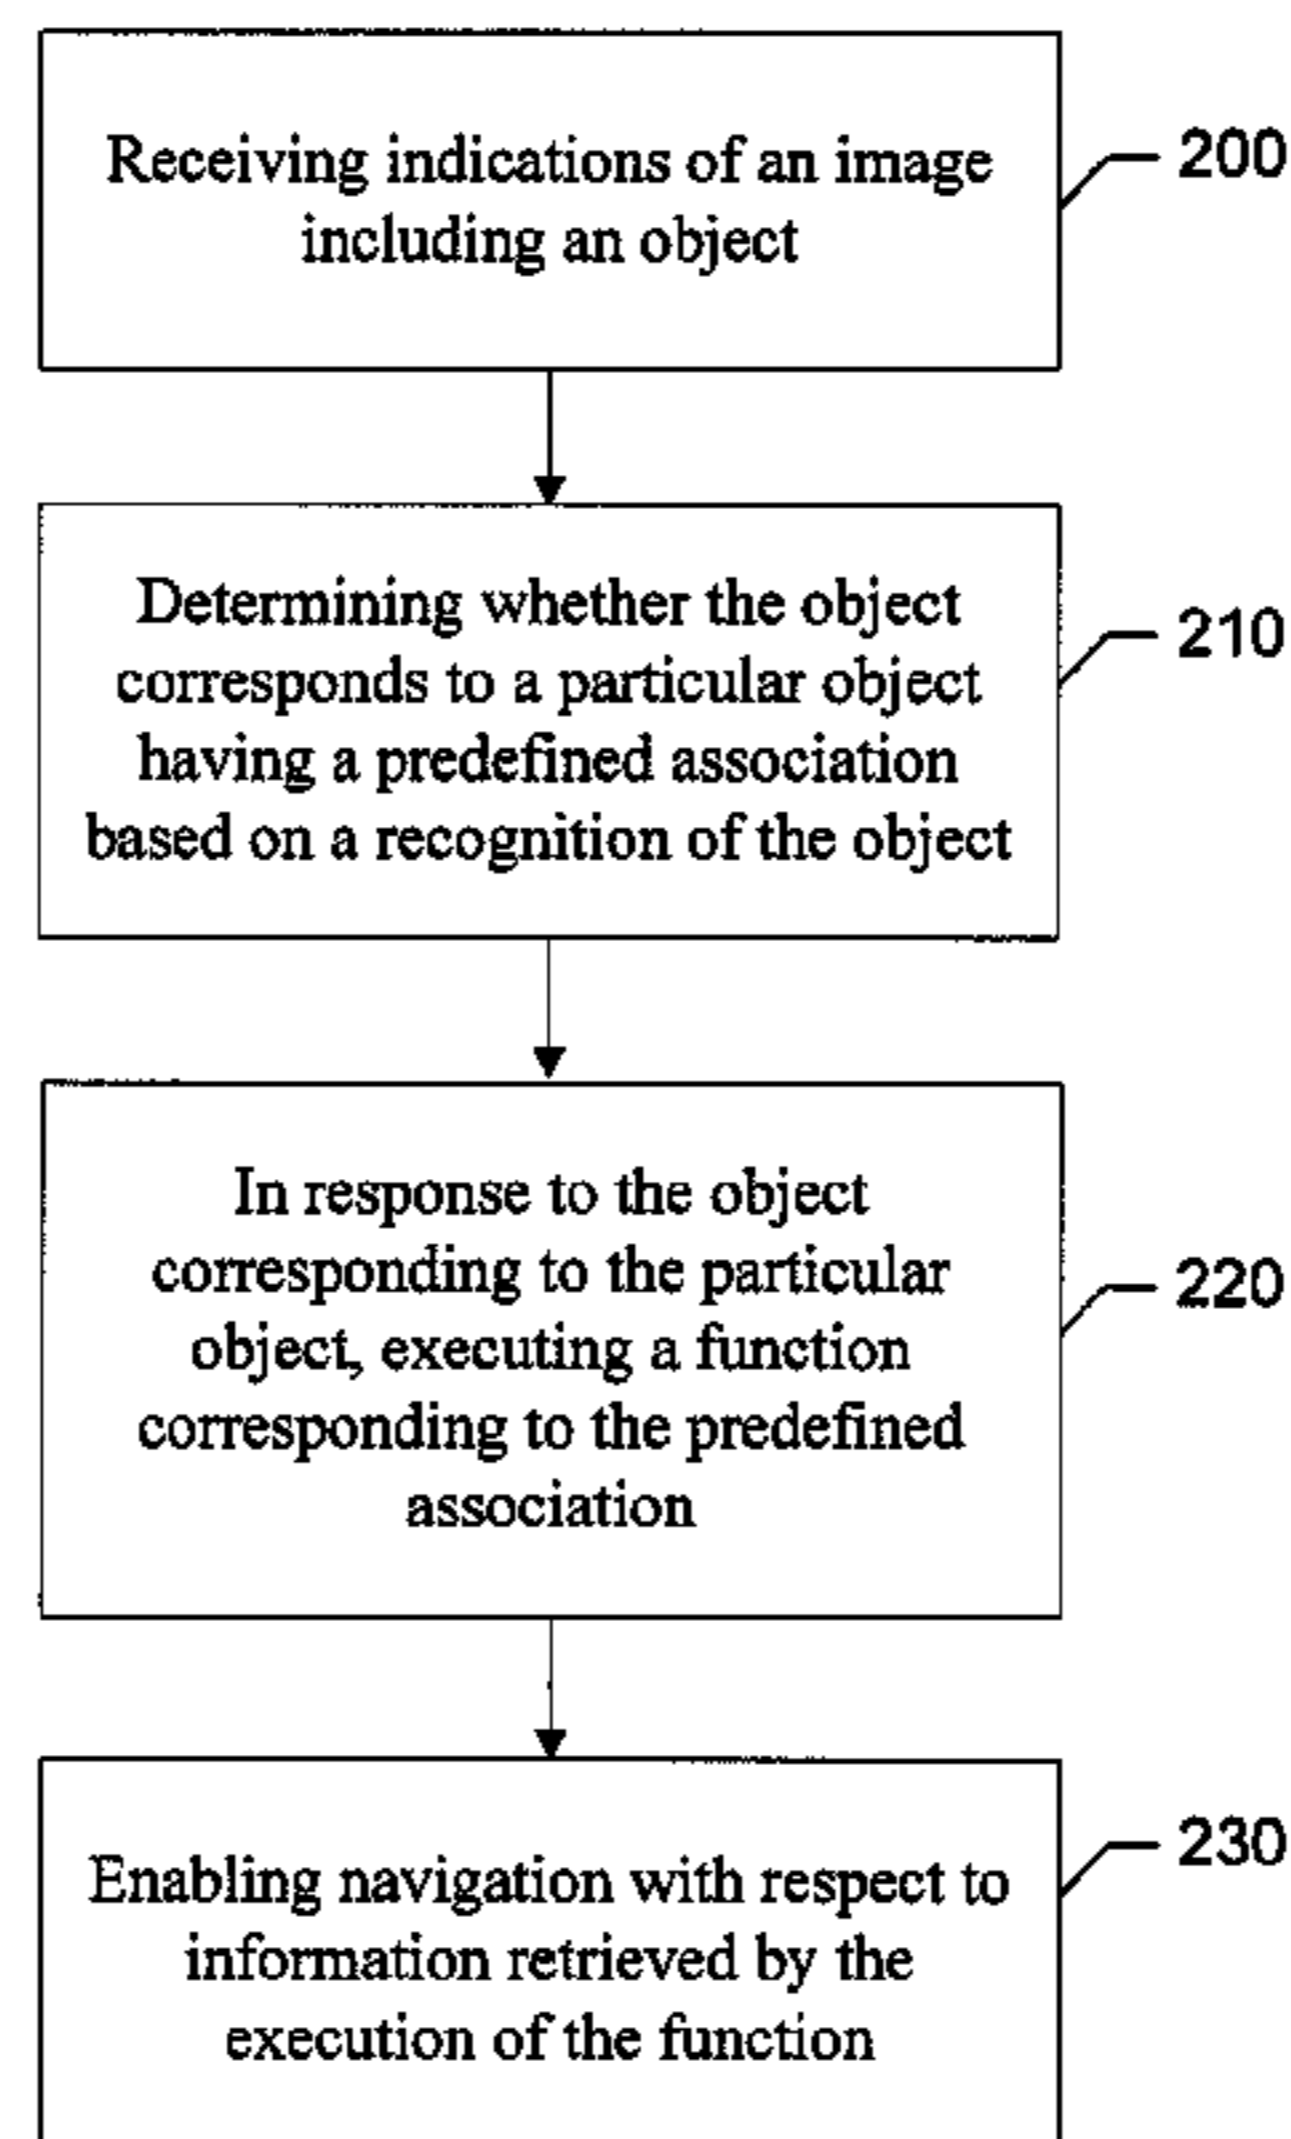 Receiving indications of an image
including an object
200
Determining whether the object
corresponds to a particular object
having a predefined association
based on a recognition of the object
210
In response to the object
corresponding to the particular
object, executing a function
corresponding to the predefined
association
220
Enabling navigation with respect to
information retrieved by the
execution of the function
230